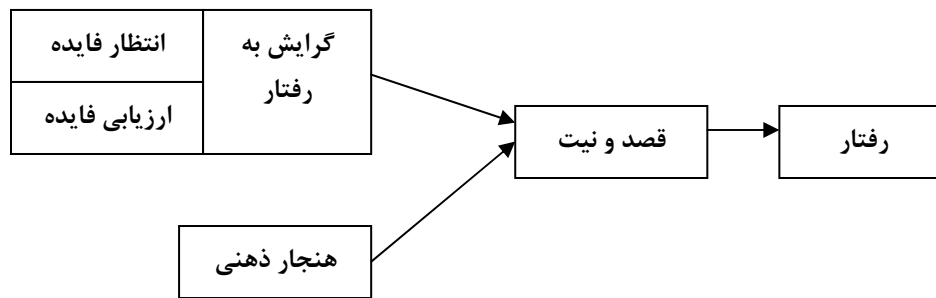 گرایش به
رفتار
انتظار فایده
ارزیابی فایده
قصد و نیت
رفتار
هنجار ذهنی